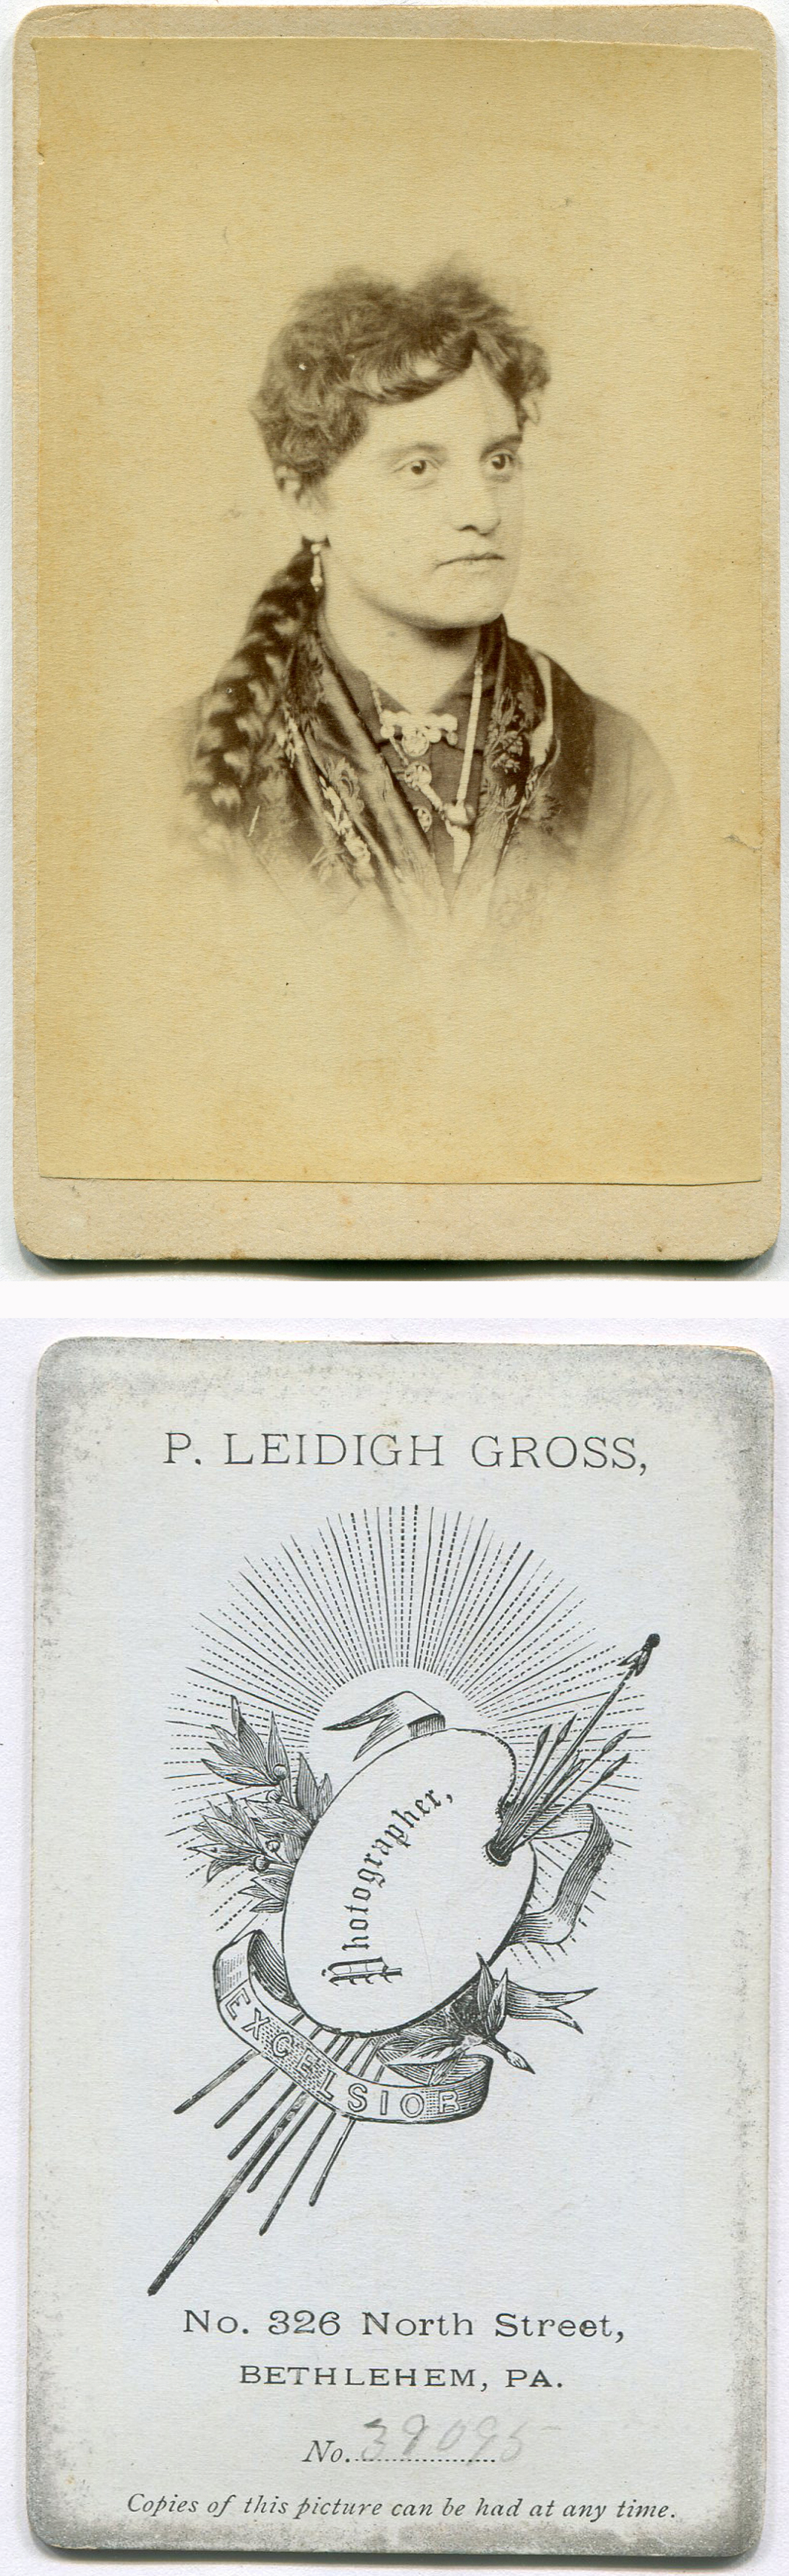 P. LEIDIGH GROSS,
Photographer,
EXCELSIOR
No. 326 North Street,
BETHLEHEM, PA.
No. 39095
Copies of this picture can be had at any time.